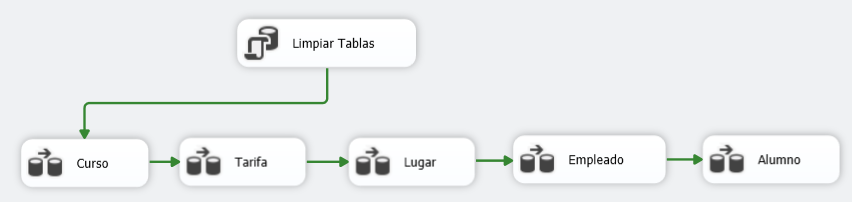 Limpiar Tablas
Curso
Tarifa
Lugar
Empleado
Alumno